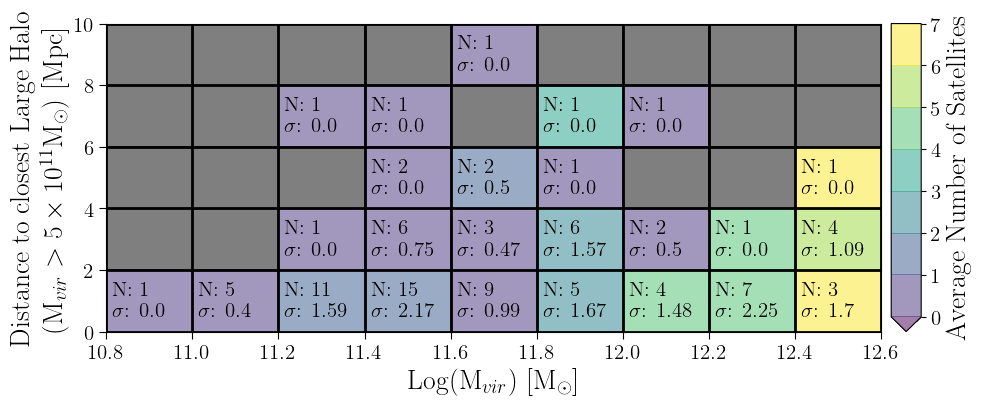 Distance to closest Large Halo
(M_vir > 5 × 10^11 M_⊙) [Mpc]
10
8
6
4
2
0
N: 1
σ: 0.0
N: 1
σ: 0.0
N: 1
σ: 0.0
N: 1
σ: 0.0
N: 1
σ: 0.0
N: 2
σ: 0.0
N: 2
σ: 0.5
N: 1
σ: 0.0
N: 1
σ: 0.0
N: 1
σ: 0.0
N: 6
σ: 0.75
N: 3
σ: 0.47
N: 6
σ: 1.57
N: 2
σ: 0.5
N: 1
σ: 0.0
N: 4
σ: 1.09
N: 1
σ: 0.0
N: 5
σ: 0.4
N: 11
σ: 1.59
N: 15
σ: 2.17
N: 9
σ: 0.99
N: 5
σ: 1.67
N: 4
σ: 1.48
N: 7
σ: 2.25
N: 3
σ: 1.7
10.8 11.0 11.2 11.4 11.6 11.8 12.0 12.2 12.4 12.6
Log(M_vir) [M_⊙]
7
6
5
4
3
2
1
0
Average Number of Satellites